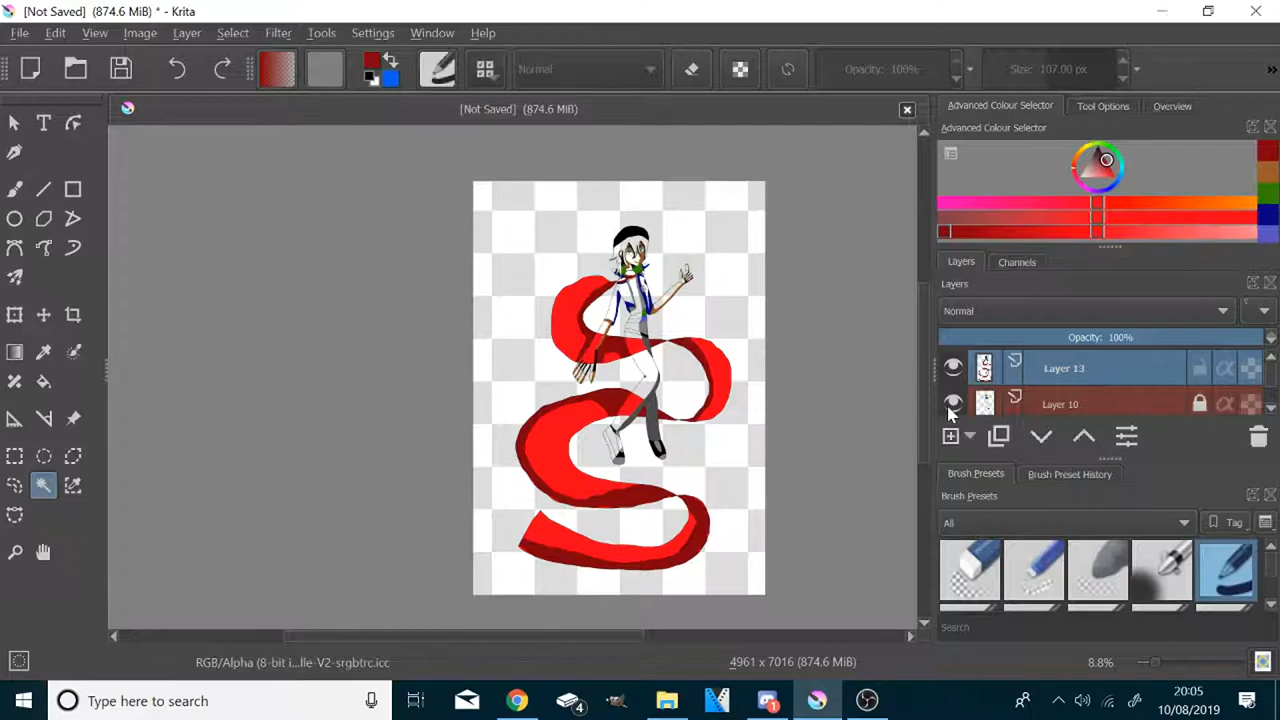 [Not Saved] (874.6 MiB) * - Krita
File Edit View Image Layer Select Filter Tools Settings Window Help
Normal Opacity: 100% Size: 107.00 px
[Not Saved] (874.6 MiB)
Advanced Colour Selector Tool Options Overview
Advanced Colour Selector
Layers Channels
Layers
Normal
Opacity: 100%
Layer 13
Layer 10
Brush Presets Brush Preset History
Brush Presets
All Tag
Search
RGB/Alpha (8-bit i...lle-V2-srgbtrc.icc 4961 x 7016 (874.6 MiB) 8.8%
Type here to search 4 1 20:05
10/08/2019